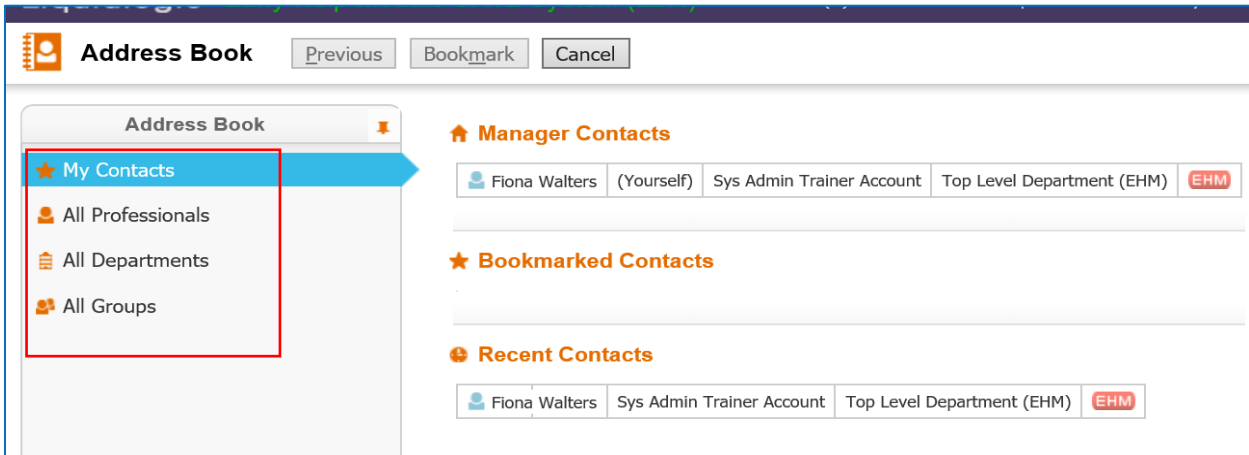 Address Book
Previous Bookmark Cancel
Address Book
My Contacts
All Professionals
All Departments
All Groups
Manager Contacts
Fiona Walters (Yourself) Sys Admin Trainer Account Top Level Department (EHM) EHM
Bookmarked Contacts
Recent Contacts
Fiona Walters Sys Admin Trainer Account Top Level Department (EHM) EHM